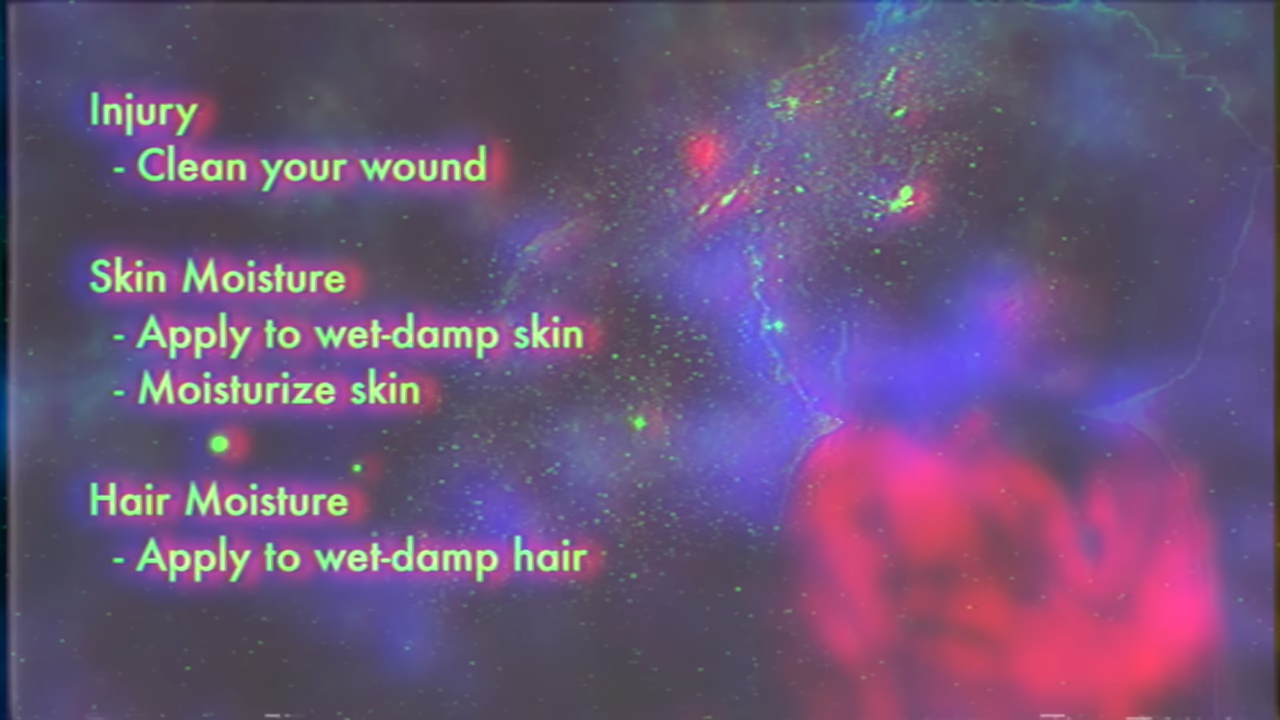 Injury
- Clean your wound
Skin Moisture
- Apply to wet-damp skin
- Moisturize skin
Hair Moisture
- Apply to wet-damp hair